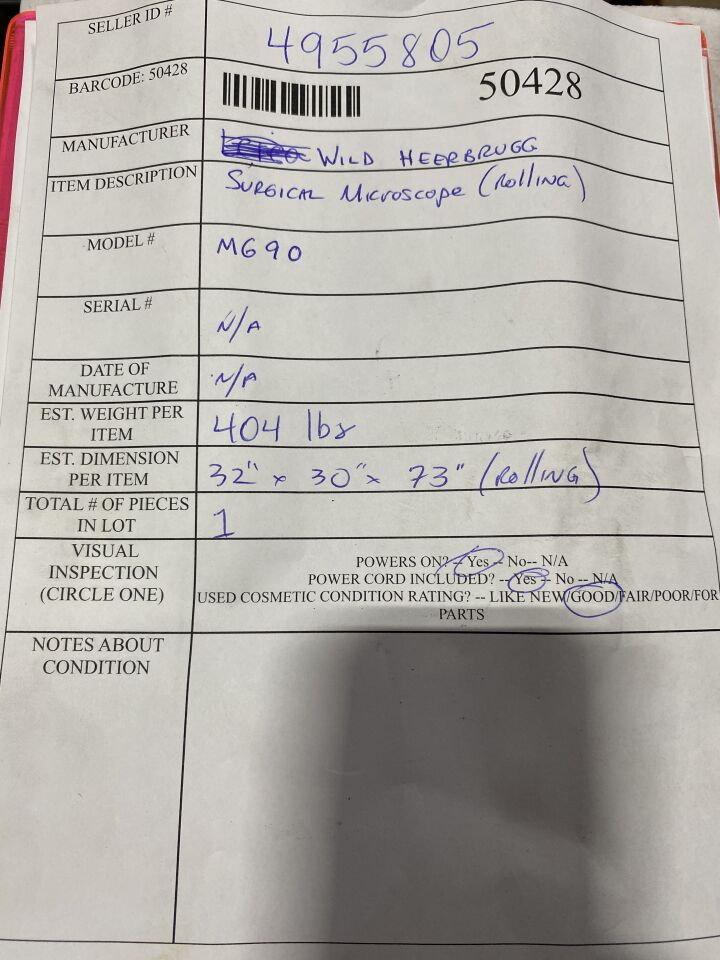 SELLER ID #
4955805
BARCODE: 50428
50428
MANUFACTURER
WILD HEERBRUGG
ITEM DESCRIPTION
SURGICAL MICROSCOPE (ROLLING)
MODEL #
M690
SERIAL #
N/A
DATE OF
MANUFACTURE
N/A
EST. WEIGHT PER
ITEM
404 lbs
EST. DIMENSION
PER ITEM
32" x 30" x 73" (ROLLING)
TOTAL # OF PIECES
IN LOT
1
VISUAL
INSPECTION
(CIRCLE ONE)
POWERS ON? -- Yes -- No-- N/A
POWER CORD INCLUDED? -- Yes -- No -- N/A
USED COSMETIC CONDITION RATING? -- LIKE NEW/GOOD/FAIR/POOR/FOR
PARTS
NOTES ABOUT
CONDITION